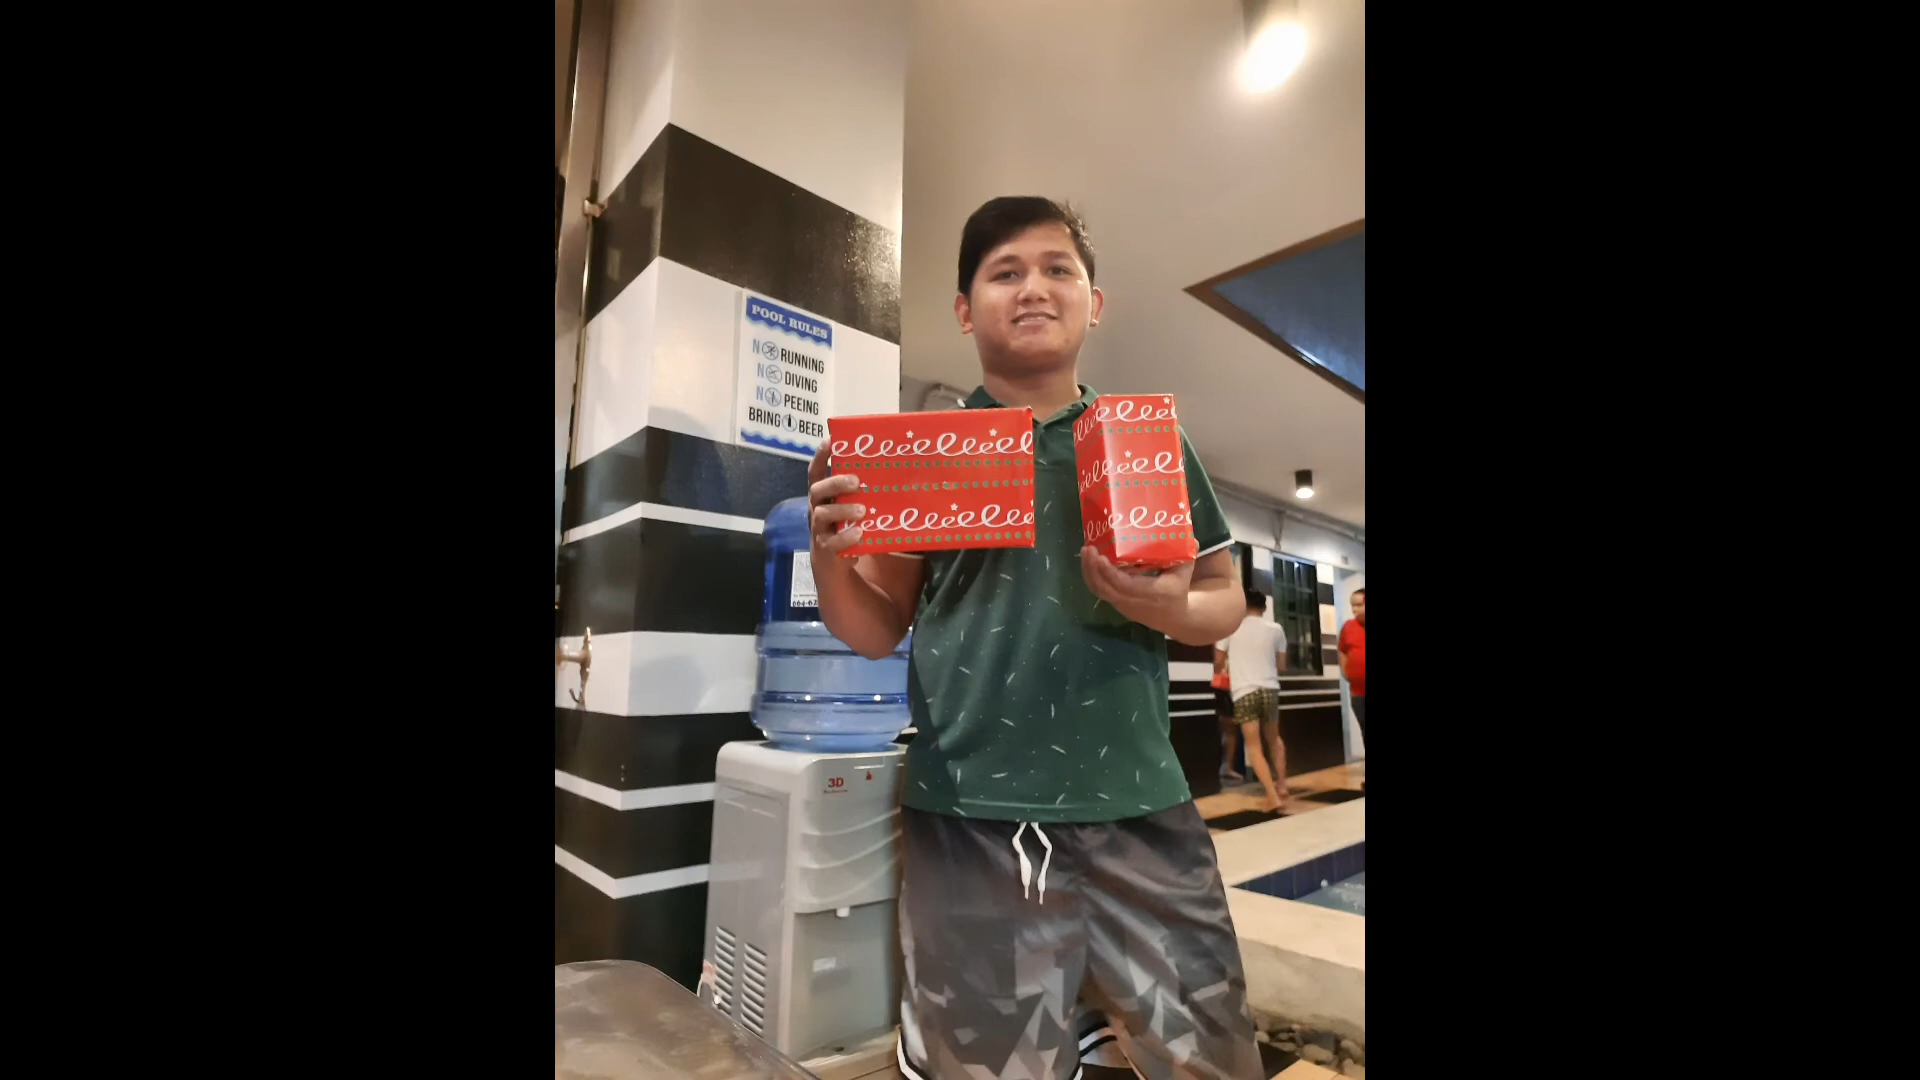 POOL RULES
NO RUNNING
NO DIVING
NO PEEING
BRING BEER
3D